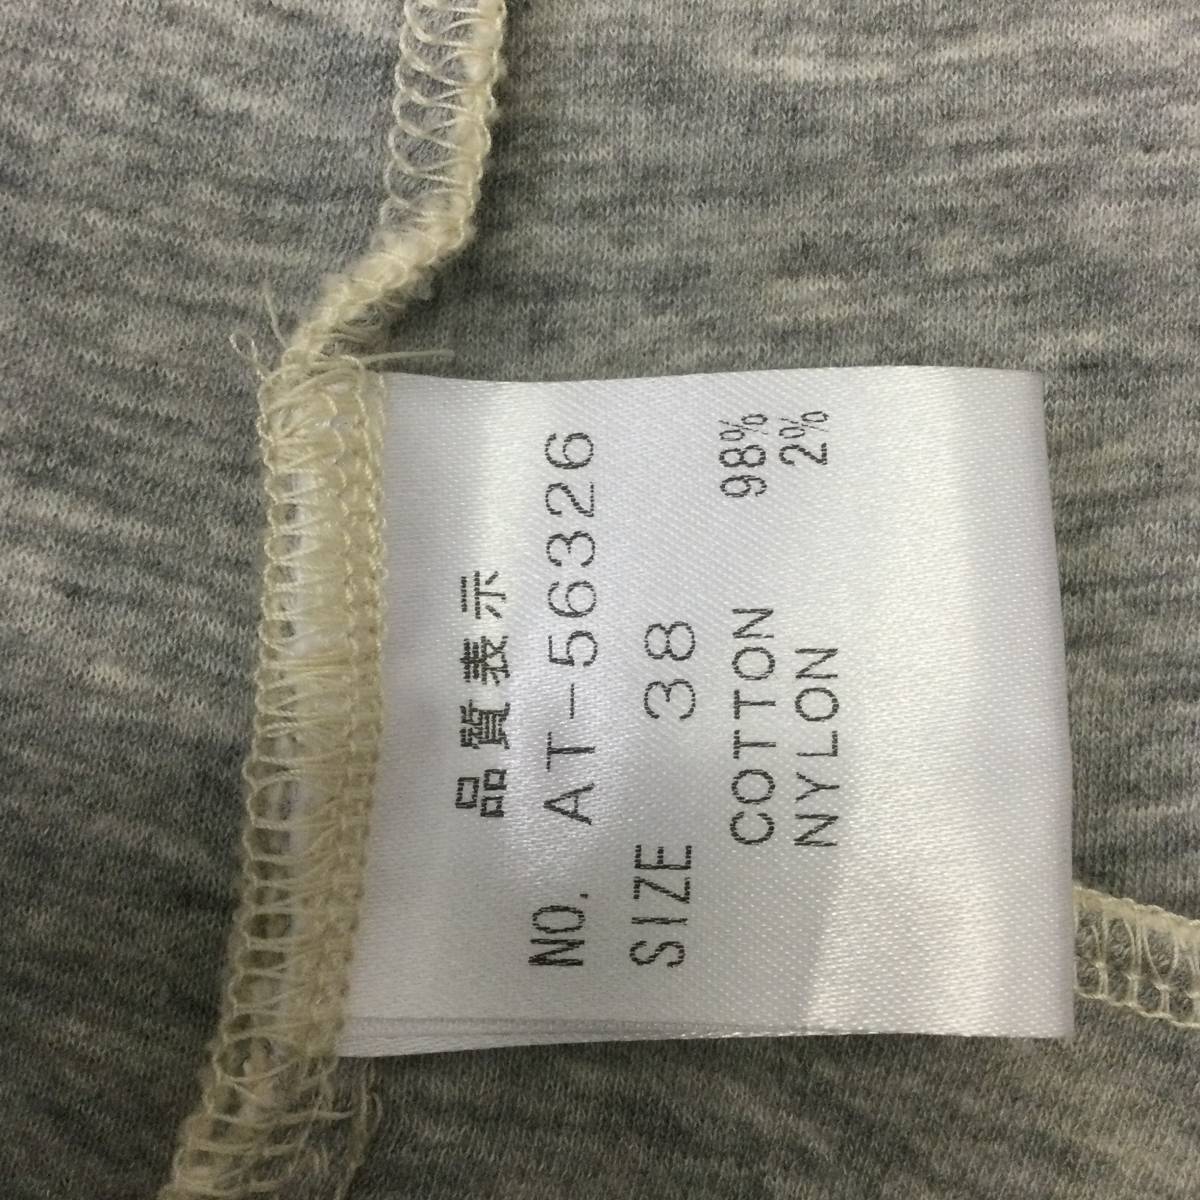 品質表示
NO. AT-56326
SIZE 38
COTTON 98%
NYLON 2%